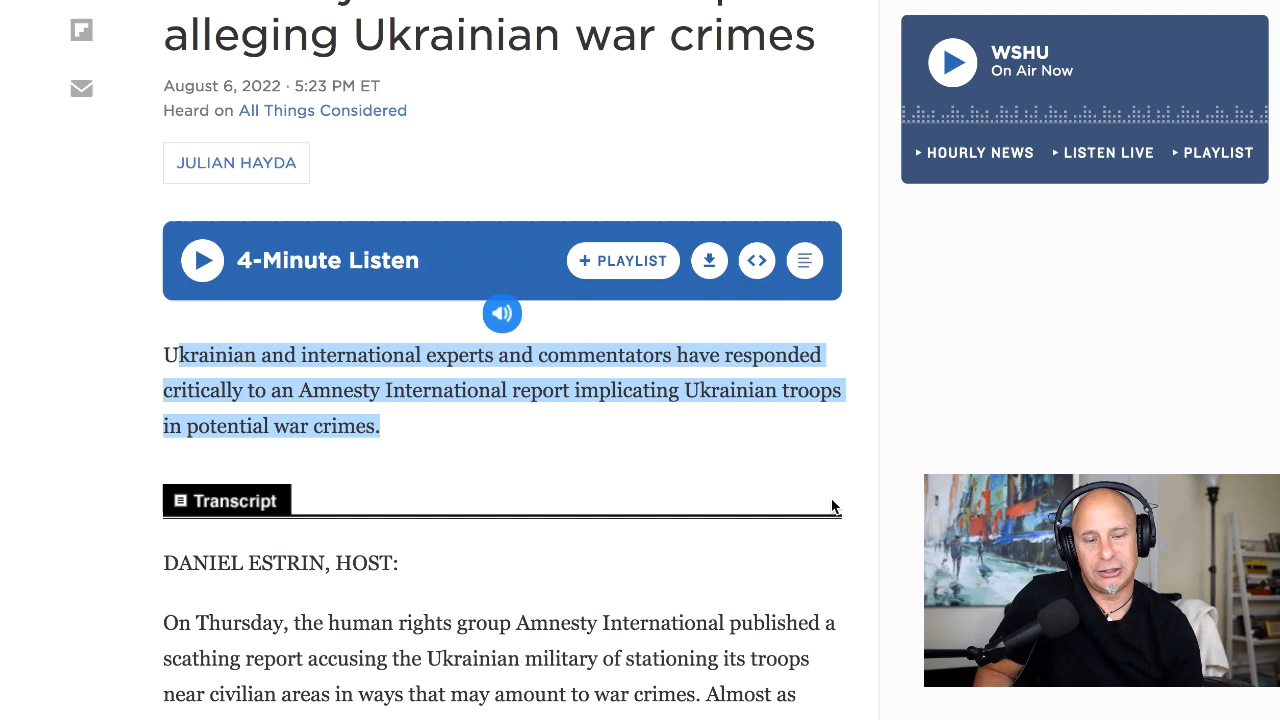 alleging Ukrainian war crimes
August 6, 2022 · 5:23 PM ET
Heard on All Things Considered
JULIAN HAYDA
4-Minute Listen
+ PLAYLIST
Ukrainian and international experts and commentators have responded
critically to an Amnesty International report implicating Ukrainian troops
in potential war crimes.
Transcript
DANIEL ESTRIN, HOST:
On Thursday, the human rights group Amnesty International published a
scathing report accusing the Ukrainian military of stationing its troops
near civilian areas in ways that may amount to war crimes. Almost as
WSHU
On Air Now
HOURLY NEWS
LISTEN LIVE
PLAYLIST